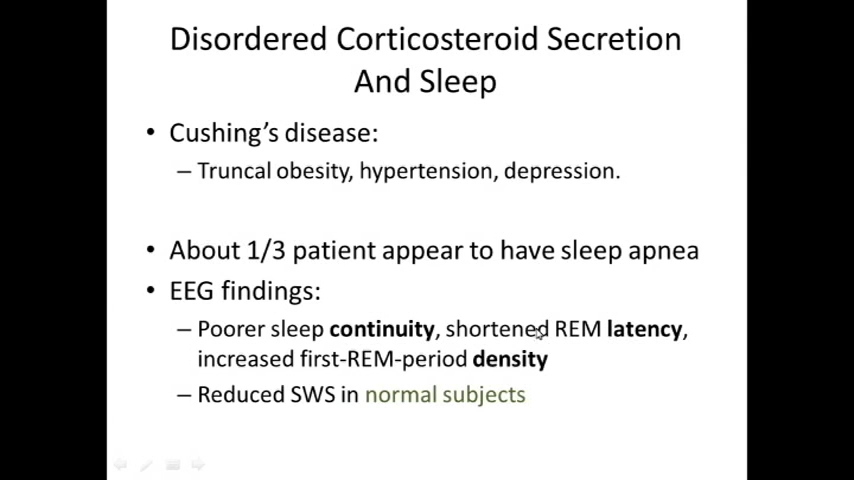 Disordered Corticosteroid Secretion
And Sleep
• Cushing’s disease:
– Truncal obesity, hypertension, depression.
• About 1/3 patient appear to have sleep apnea
• EEG findings:
– Poorer sleep continuity, shortened REM latency,
increased first-REM-period density
– Reduced SWS in normal subjects